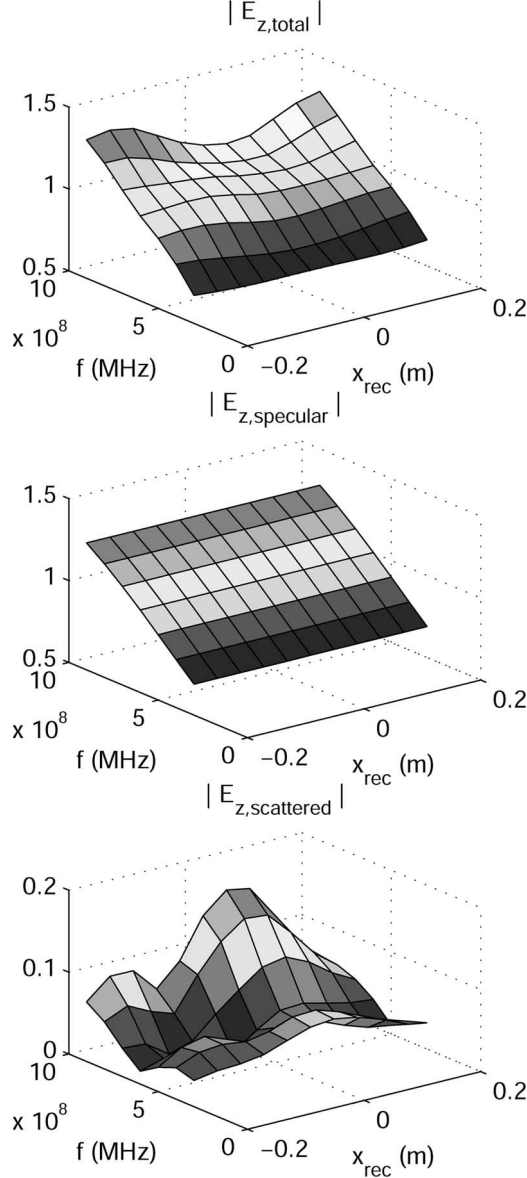 | E_z,total |
1.5
1
0.5
10
5
0
x 10^8
f (MHz)
−0.2
0
0.2
x_rec (m)
| E_z,specular |
1.5
1
0.5
10
5
0
x 10^8
f (MHz)
−0.2
0
0.2
x_rec (m)
| E_z,scattered |
0.2
0.1
0
10
5
0
x 10^8
f (MHz)
−0.2
0
0.2
x_rec (m)